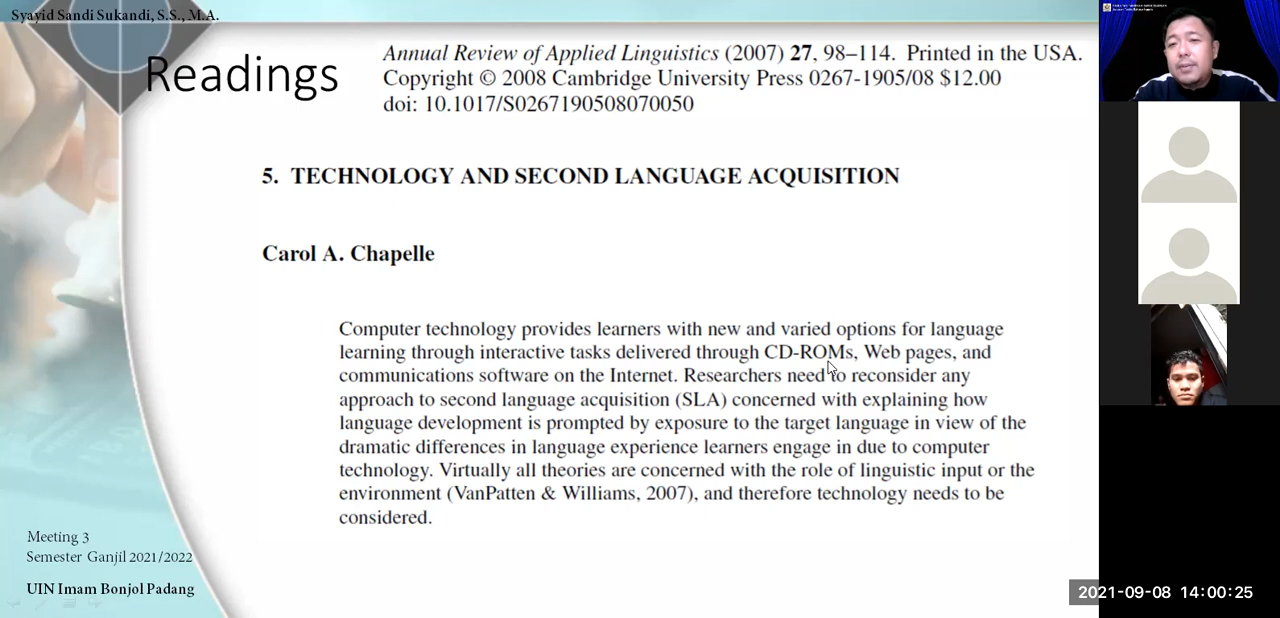 Syayid Sandi Sukandi, S.S., M.A.
Readings
Annual Review of Applied Linguistics (2007) 27, 98–114. Printed in the USA.
Copyright © 2008 Cambridge University Press 0267-1905/08 $12.00
doi: 10.1017/S0267190508070050
5. TECHNOLOGY AND SECOND LANGUAGE ACQUISITION
Carol A. Chapelle
Computer technology provides learners with new and varied options for language
learning through interactive tasks delivered through CD-ROMs, Web pages, and
communications software on the Internet. Researchers need to reconsider any
approach to second language acquisition (SLA) concerned with explaining how
language development is prompted by exposure to the target language in view of the
dramatic differences in language experience learners engage in due to computer
technology. Virtually all theories are concerned with the role of linguistic input or the
environment (VanPatten & Williams, 2007), and therefore technology needs to be
considered.
Meeting 3
Semester Ganjil 2021/2022
UIN Imam Bonjol Padang
2021-09-08 14:00:25